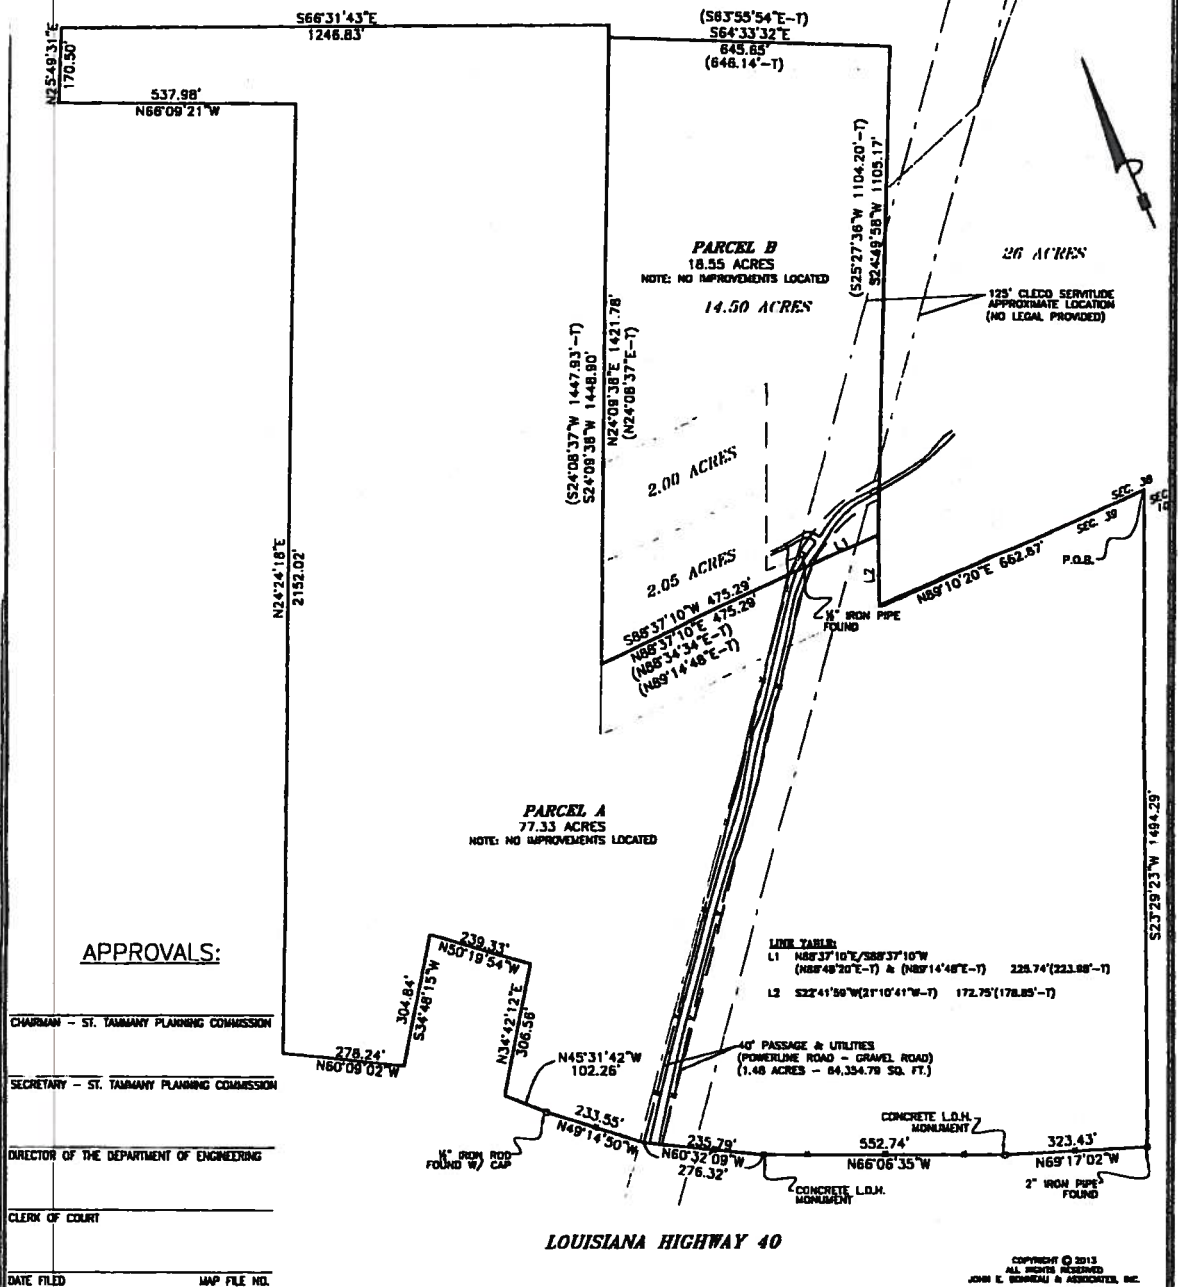 S66°31'43"E
1246.83'
N25°49'31"E
170.50'
537.98'
N66°09'21"W
(S63°55'54"E-T)
S64°33'32"E
645.65'
(646.14'-T)
(S25°27'36"W 1104.20'-T)
S24°49'58"W 1105.17'
PARCEL B
18.55 ACRES
NOTE: NO IMPROVEMENTS LOCATED
14.50 ACRES
26 ACRES
125' CLECO SERVITUDE
APPROXIMATE LOCATION
(NO LEGAL PROVIDED)
(S24°08'37"W 1447.93'-T)
S24°09'38"W 1448.90'
N24°09'38"E 1421.78'
(N24°08'37"E-T)
2.00 ACRES
2.05 ACRES
S88°37'10"W 475.29'
N88°37'10"E 475.29'
(N88°34'34"E-T)
(N89°14'48"E-T)
L1
L2
½" IRON PIPE
FOUND
SEC. 38
SEC. 39
SEC
10
P.O.B.
N89°10'20"E 662.87'
N24°24'18"E
2152.02'
S23°29'23"W 1494.29'
PARCEL A
77.33 ACRES
NOTE: NO IMPROVEMENTS LOCATED
239.33'
N50°19'54"W
304.84'
S34°48'15"W
N34°42'12"E
306.56'
278.24'
N60°09'02"W
N45°31'42"W
102.26'
233.55'
N49°14'50"W
½" IRON ROD
FOUND W/ CAP
LINE TABLE:
L1 N88°37'10"E/S88°37'10"W
(N88°48'20"E-T) & (N89°14'48"E-T) 225.74'(223.98'-T)
L2 S22°41'59"W(21°10'41"W-T) 172.75'(178.85'-T)
40' PASSAGE & UTILITIES
(POWERLINE ROAD - GRAVEL ROAD)
(1.48 ACRES - 64,354.79 SQ. FT.)
235.79'
N60°32'09"W
276.32'
CONCRETE L.D.H.
MONUMENT
552.74'
N66°06'35"W
CONCRETE L.D.H.
MONUMENT
323.43'
N69°17'02"W
2" IRON PIPE
FOUND
LOUISIANA HIGHWAY 40
APPROVALS:
CHAIRMAN - ST. TAMMANY PLANNING COMMISSION
SECRETARY - ST. TAMMANY PLANNING COMMISSION
DIRECTOR OF THE DEPARTMENT OF ENGINEERING
CLERK OF COURT
DATE FILED MAP FILE NO.
COPYRIGHT © 2013
ALL RIGHTS RESERVED
JOHN E. BONNEAU & ASSOCIATES, INC.